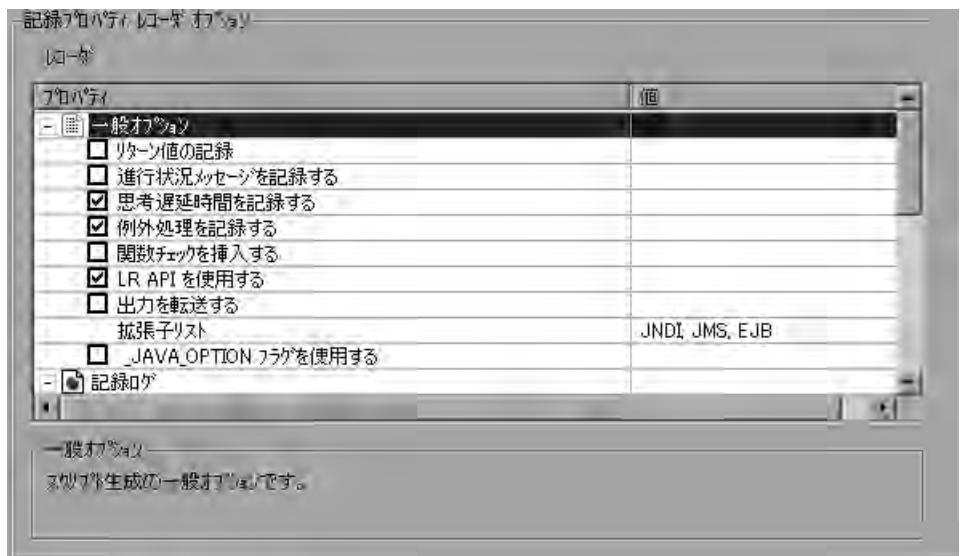 記録プロパティ レコーダ オプション
レコーダ
プロパティ 値
一般オプション
リターン値の記録
進行状況メッセージを記録する
思考遅延時間を記録する
例外処理を記録する
関数チェックを挿入する
LR API を使用する
出力を転送する
拡張子リスト JNDI, JMS, EJB
_JAVA_OPTION フラグを使用する
記録ログ
一般オプション
スクリプト生成の一般オプションです。